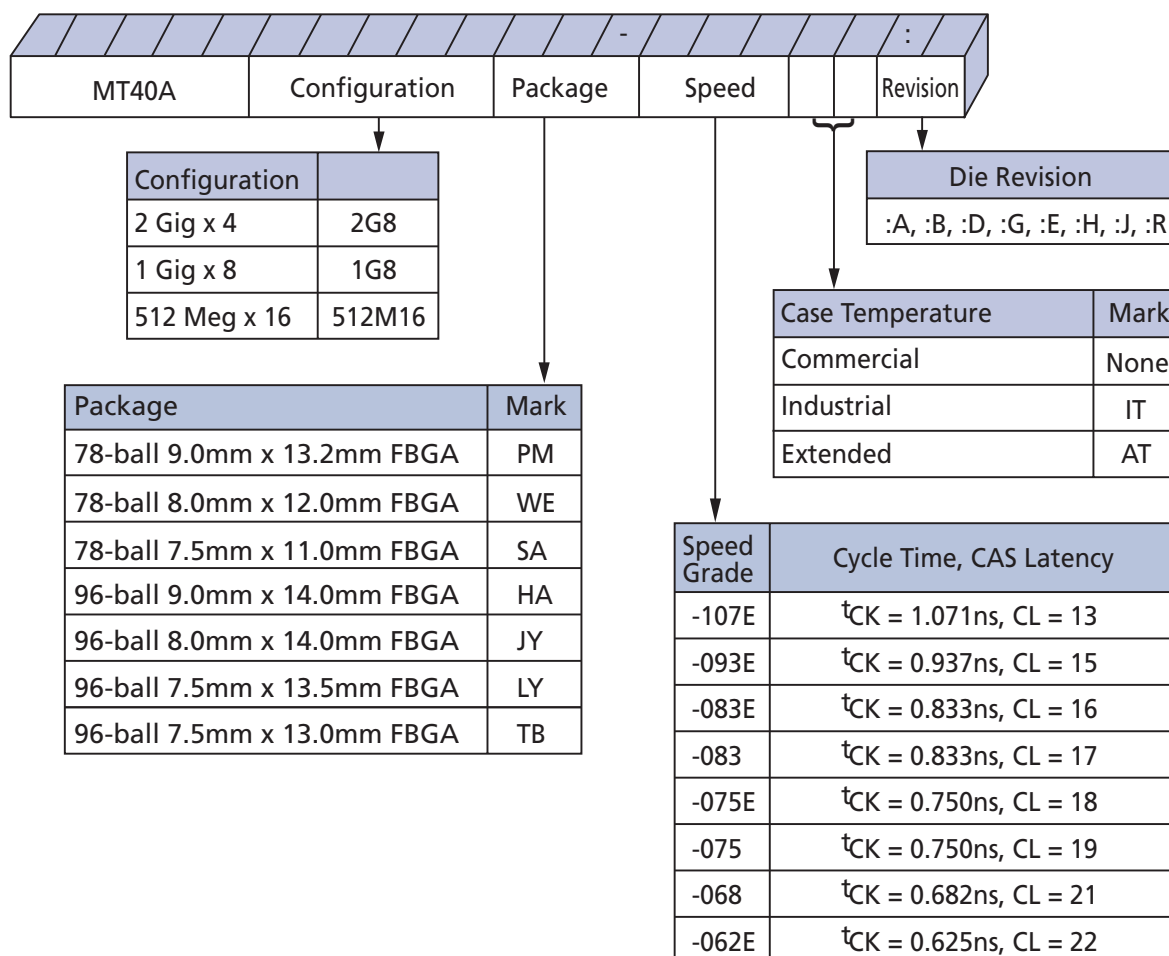 - :
MT40A Configuration Package Speed Revision
Configuration
2 Gig x 4 2G8
1 Gig x 8 1G8
512 Meg x 16 512M16
Die Revision
:A, :B, :D, :G, :E, :H, :J, :R
Case Temperature Mark
Commercial None
Industrial IT
Extended AT
Package Mark
78-ball 9.0mm x 13.2mm FBGA PM
78-ball 8.0mm x 12.0mm FBGA WE
78-ball 7.5mm x 11.0mm FBGA SA
96-ball 9.0mm x 14.0mm FBGA HA
96-ball 8.0mm x 14.0mm FBGA JY
96-ball 7.5mm x 13.5mm FBGA LY
96-ball 7.5mm x 13.0mm FBGA TB
Speed Grade Cycle Time, CAS Latency
-107E tCK = 1.071ns, CL = 13
-093E tCK = 0.937ns, CL = 15
-083E tCK = 0.833ns, CL = 16
-083 tCK = 0.833ns, CL = 17
-075E tCK = 0.750ns, CL = 18
-075 tCK = 0.750ns, CL = 19
-068 tCK = 0.682ns, CL = 21
-062E tCK = 0.625ns, CL = 22